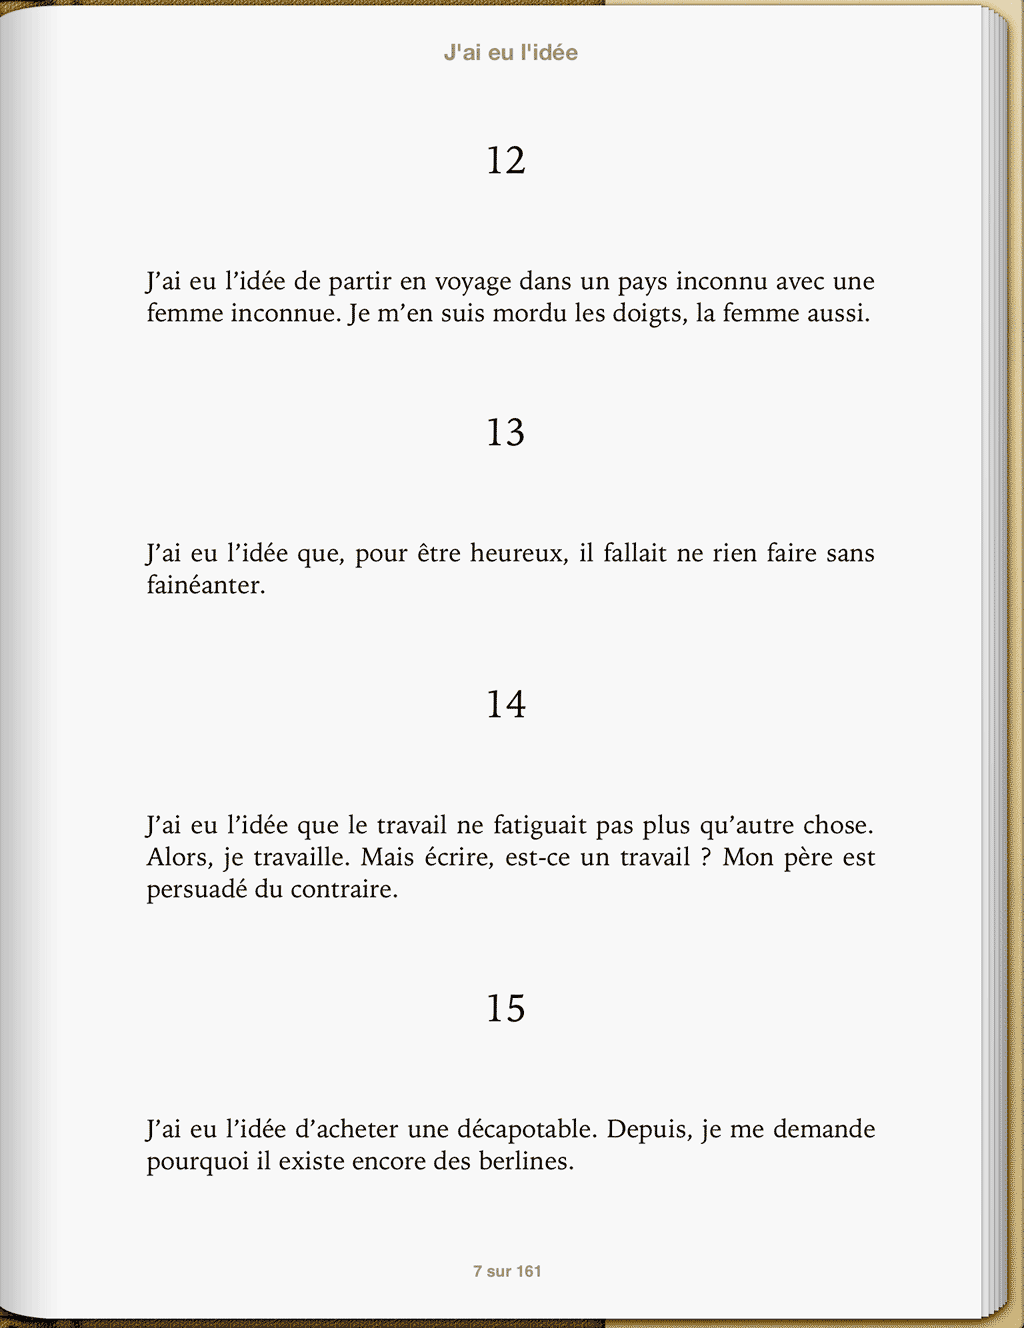 J'ai eu l'idée
12
J’ai eu l’idée de partir en voyage dans un pays inconnu avec une
femme inconnue. Je m’en suis mordu les doigts, la femme aussi.
13
J’ai eu l’idée que, pour être heureux, il fallait ne rien faire sans
fainéanter.
14
J’ai eu l’idée que le travail ne fatiguait pas plus qu’autre chose.
Alors, je travaille. Mais écrire, est-ce un travail ? Mon père est
persuadé du contraire.
15
J’ai eu l’idée d’acheter une décapotable. Depuis, je me demande
pourquoi il existe encore des berlines.
7 sur 161